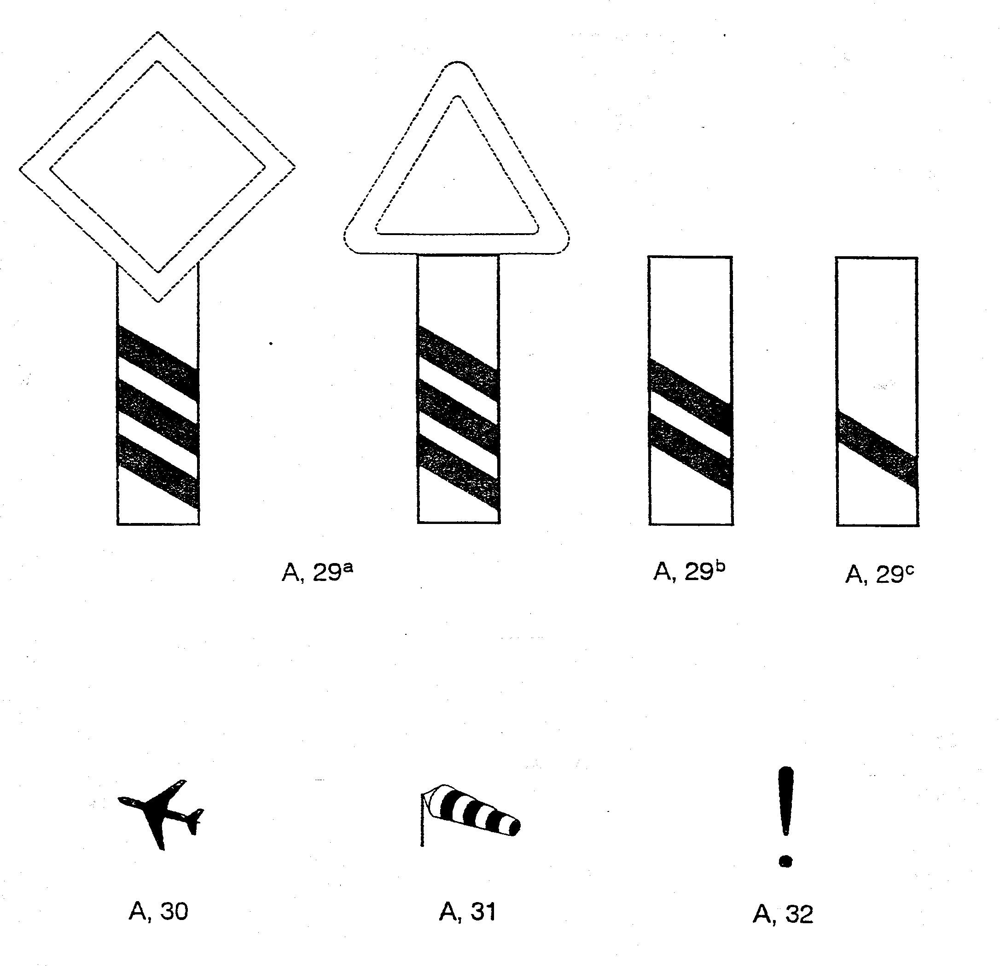 A, 29ª A, 29ᵇ A, 29ᶜ
A, 30 A, 31 A, 32